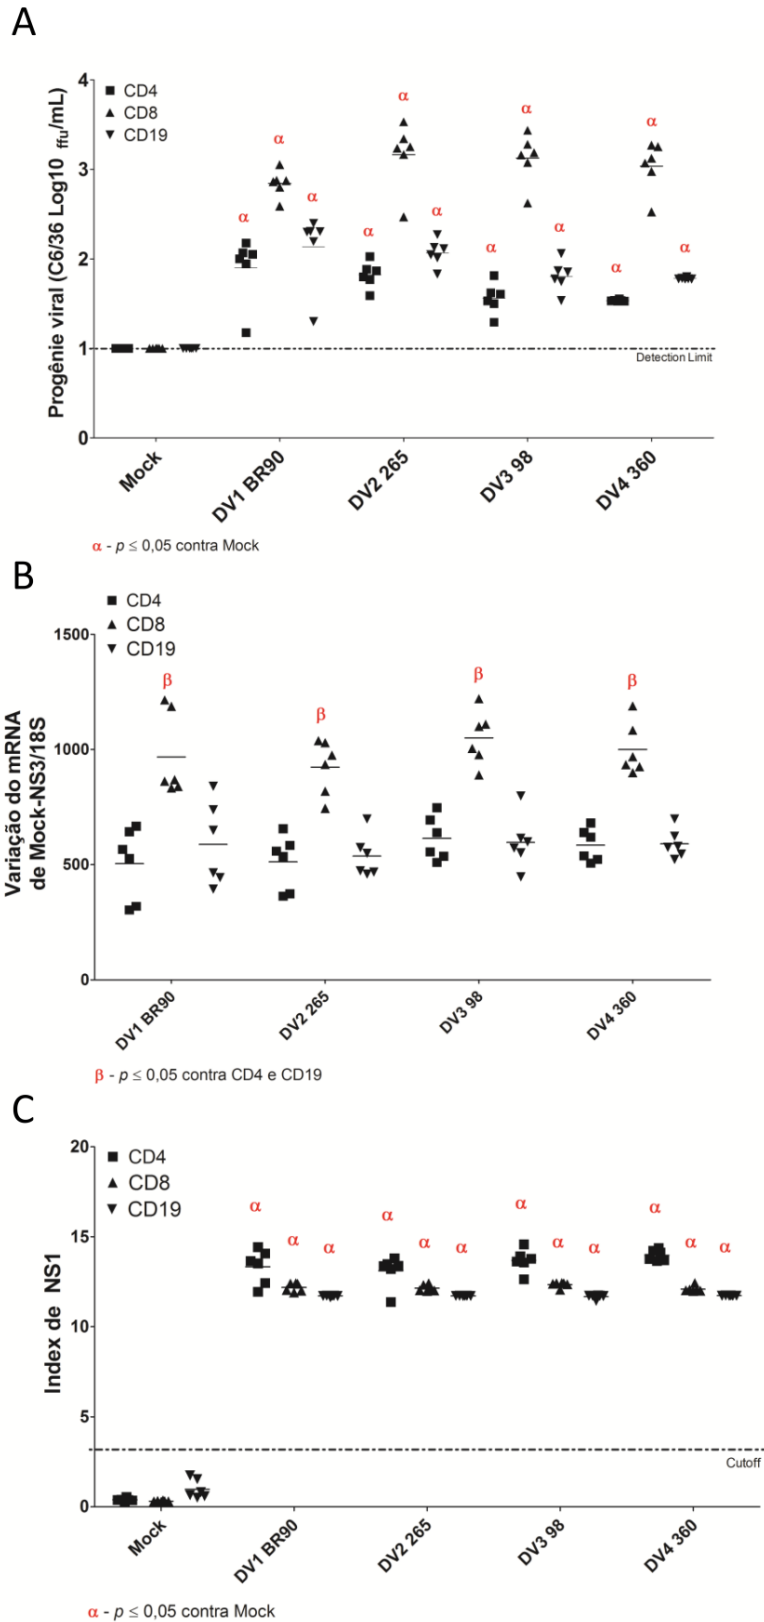 A
Progênie viral (C6/36 Log10 ffu/mL)
4
3
2
1
0
CD4
CD8
CD19
α
α
α
α
α
α
α
α
α
α
α
α
Detection Limit
Mock
DV1 BR90
DV2 265
DV3 98
DV4 360
α - p ≤ 0,05 contra Mock
B
Variação do mRNA
de Mock-NS3/18S
1500
1000
500
0
CD4
CD8
CD19
β
β
β
β
DV1 BR90
DV2 265
DV3 98
DV4 360
β - p ≤ 0,05 contra CD4 e CD19
C
Index de NS1
20
15
10
5
0
CD4
CD8
CD19
α
α
α
α
α
α
α
α
α
α
α
α
Cutoff
Mock
DV1 BR90
DV2 265
DV3 98
DV4 360
α - p ≤ 0,05 contra Mock